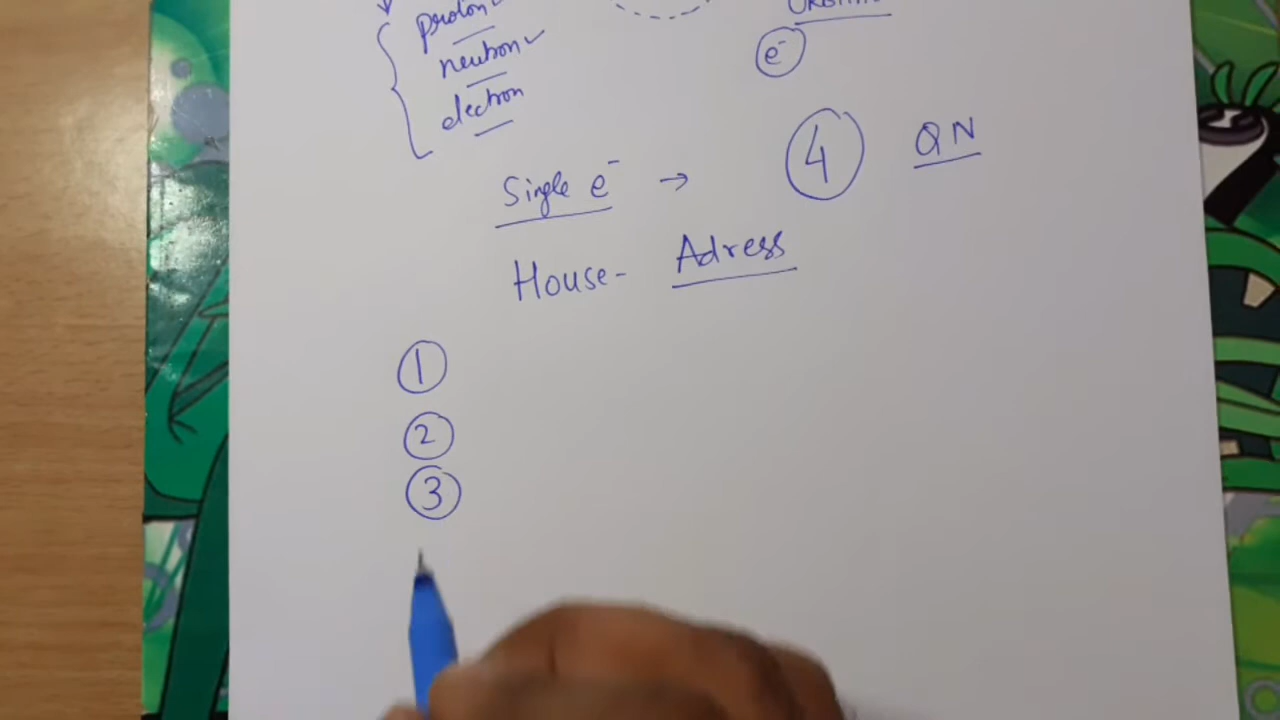 proton
neutron
electron
e⁻
Single e⁻ → 4 QN
House- Adress
1
2
3